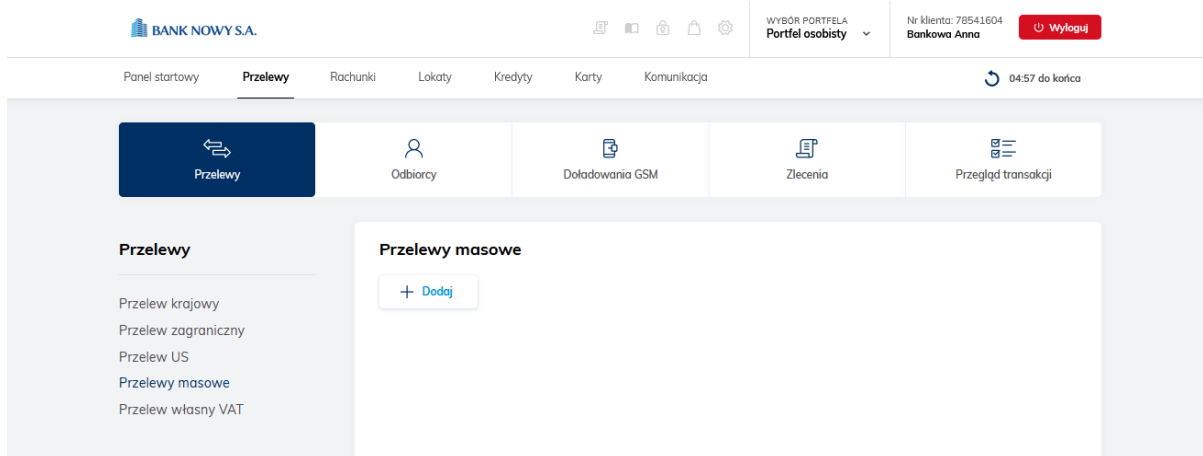 BANK NOWY S.A.
WYBÓR PORTFELA
Portfel osobisty
Nr klienta: 78541604
Bankowa Anna
Wyloguj
Panel startowy Przelewy Rachunki Lokaty Kredyty Karty Komunikacja 04:57 do końca
Przelewy Odbiorcy Doładowania GSM Zlecenia Przegląd transakcji
Przelewy
Przelew krajowy
Przelew zagraniczny
Przelew US
Przelewy masowe
Przelew własny VAT
Przelewy masowe
+ Dodaj